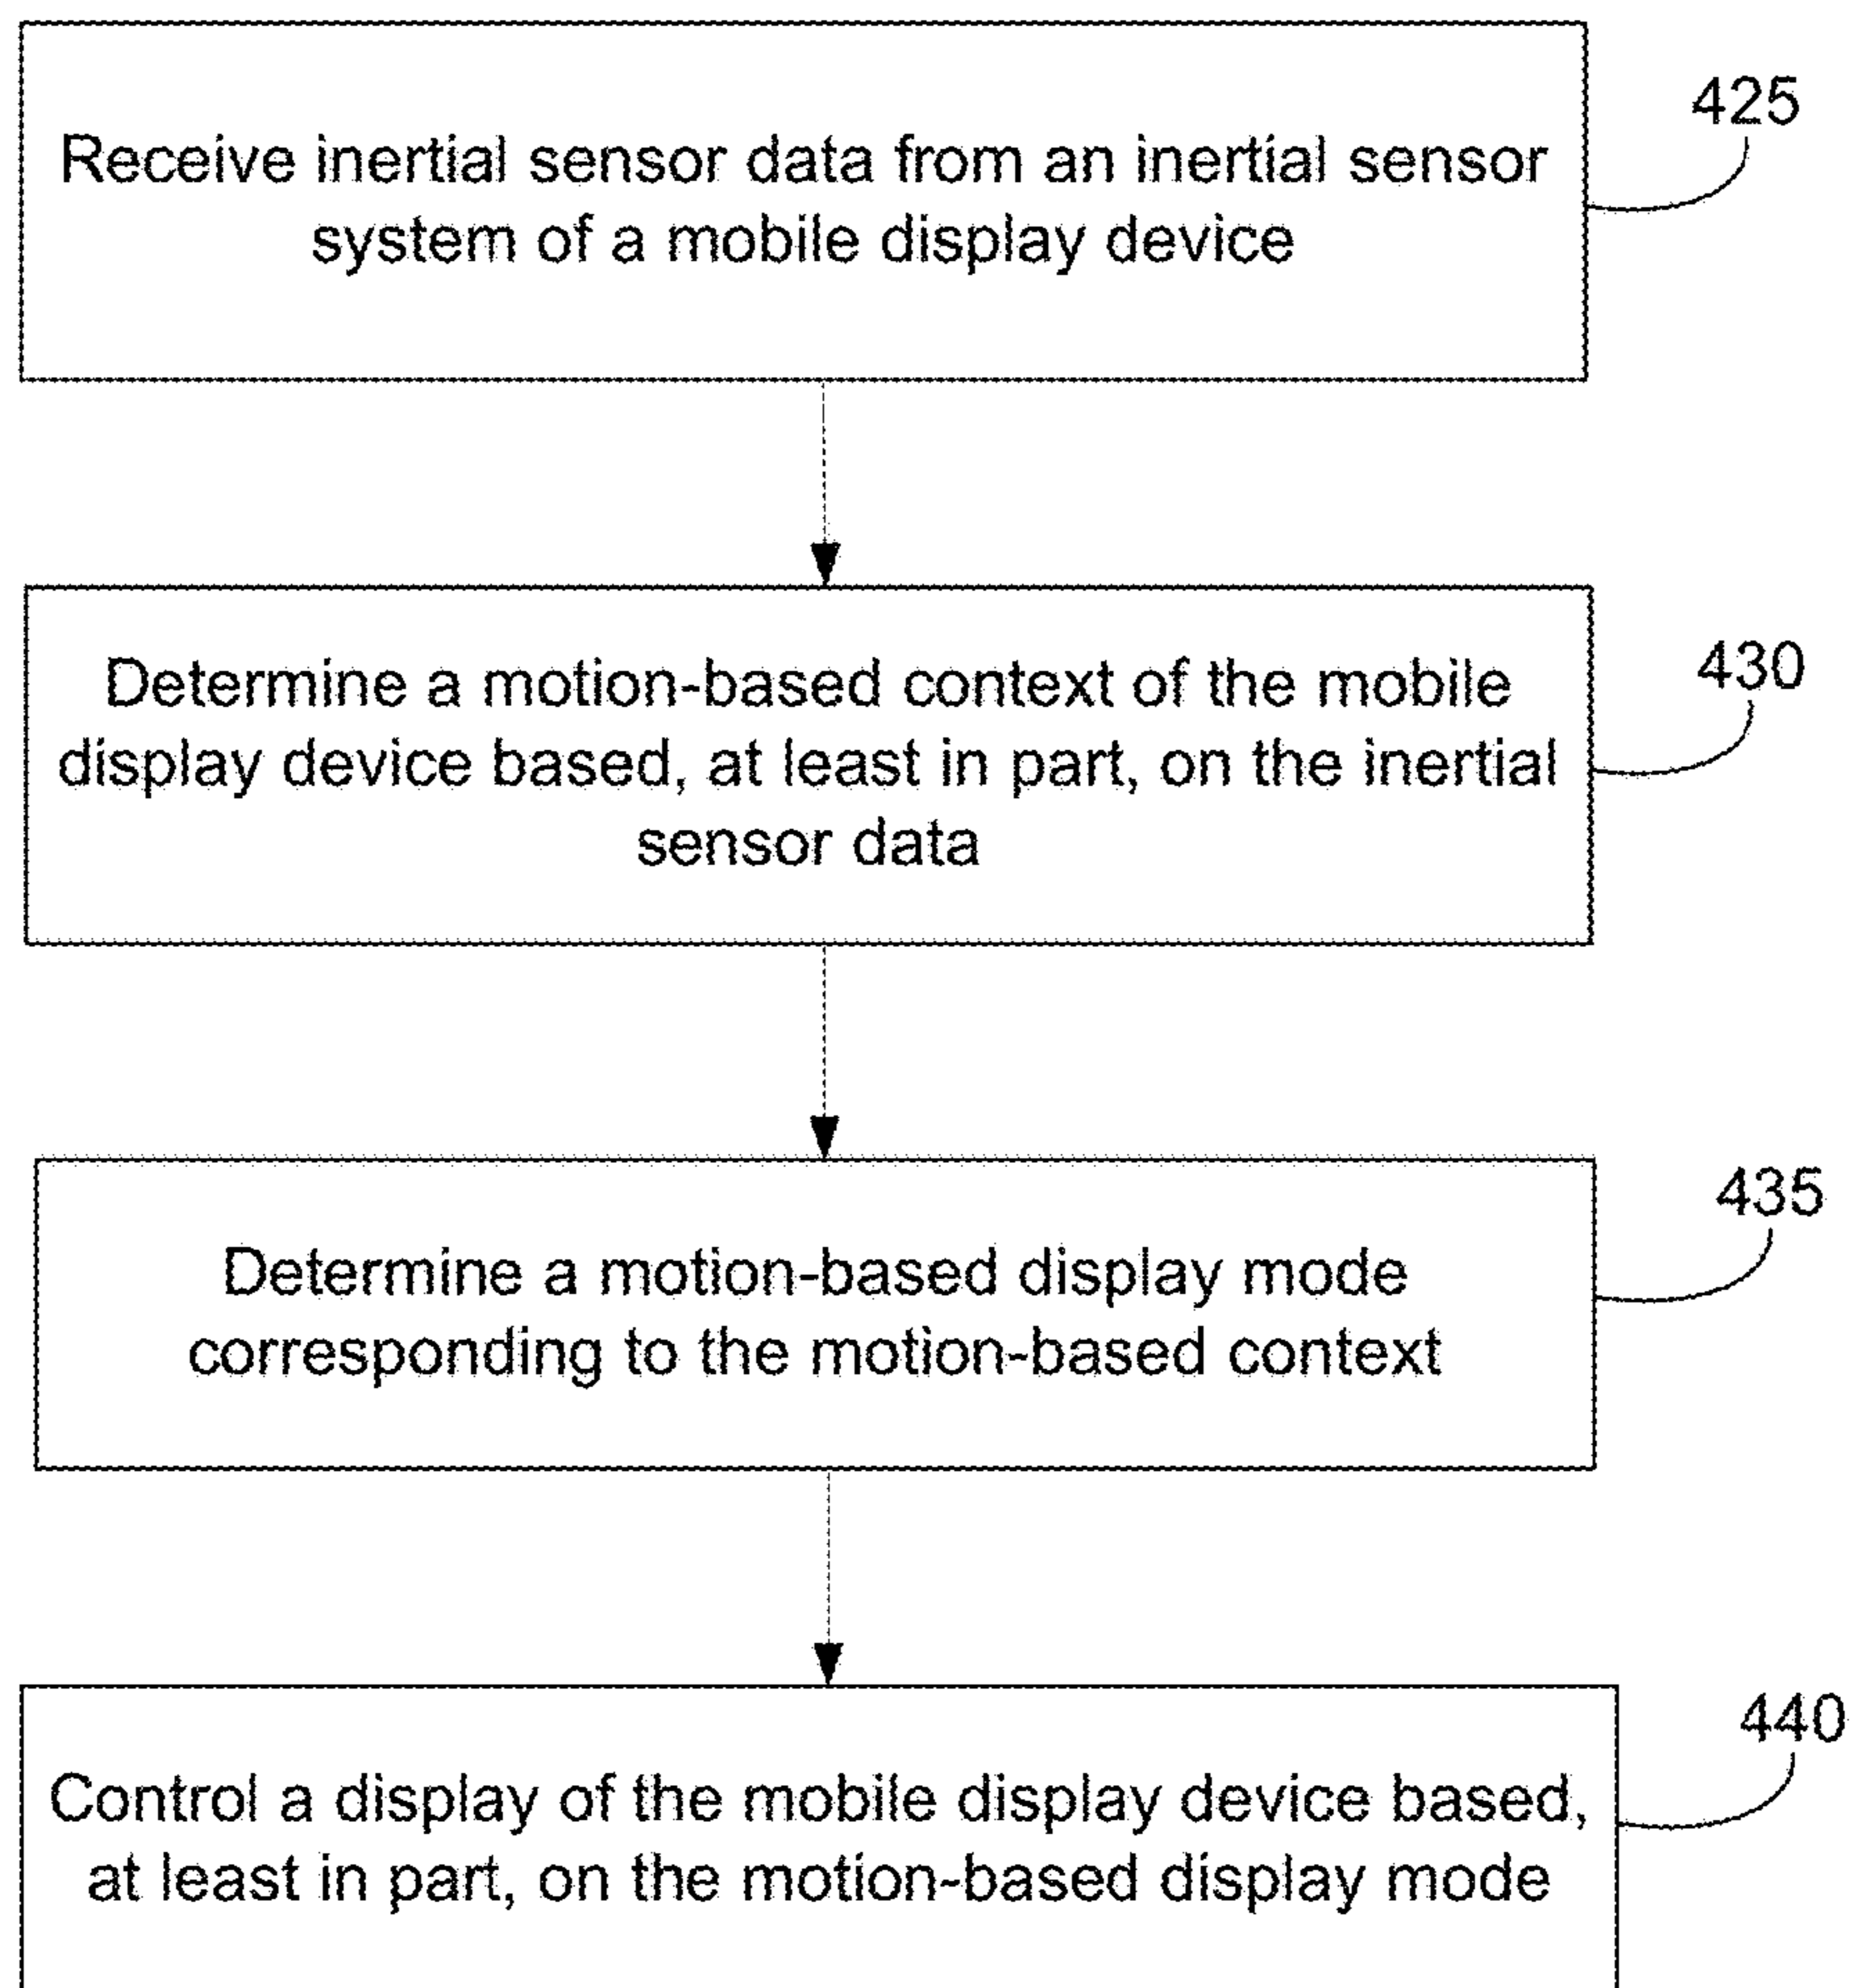 Receive inertial sensor data from an inertial sensor
system of a mobile display device
425
Determine a motion-based context of the mobile
display device based, at least in part, on the inertial
sensor data
430
Determine a motion-based display mode
corresponding to the motion-based context
435
Control a display of the mobile display device based,
at least in part, on the motion-based display mode
440